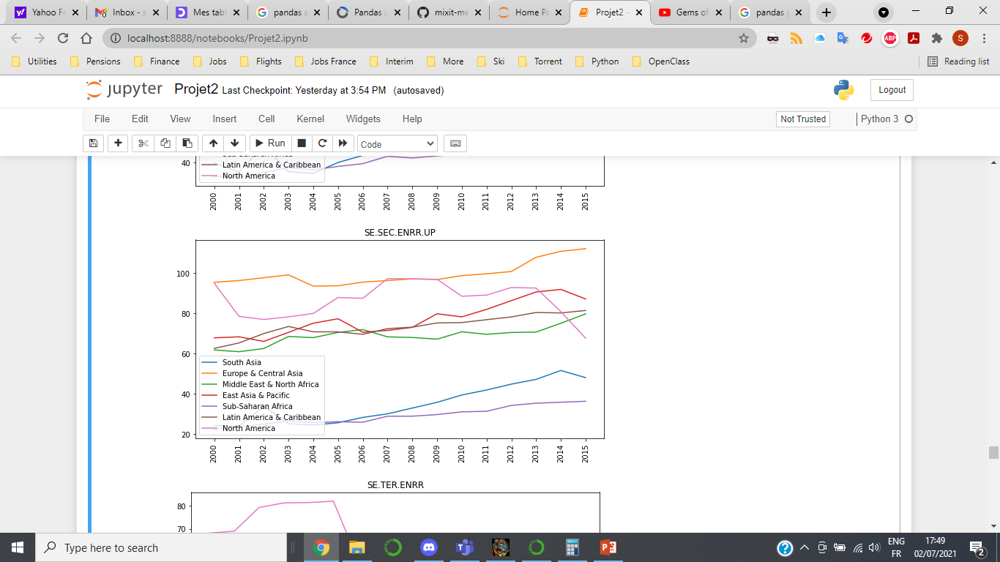 Yahoo Fr
Inbox - s
Mes tabl
pandas a
Pandas
mixit-me
Home Pa
Projet2 -
Gems of
pandas
localhost:8888/notebooks/Projet2.ipynb
Utilities Pensions Finance Jobs Flights Jobs France Interim More Ski Torrent Python OpenClass Reading list
jupyter Projet2 Last Checkpoint: Yesterday at 3:54 PM (autosaved) Logout
File Edit View Insert Cell Kernel Widgets Help Not Trusted Python 3
Run Code
Sub-Saharan Africa
40
Latin America & Caribbean
North America
2000 2001 2002 2003 2004 2005 2006 2007 2008 2009 2010 2011 2012 2013 2014 2015
SE.SEC.ENRR.UP
100
80
60
South Asia
Europe & Central Asia
Middle East & North Africa
40
East Asia & Pacific
Sub-Saharan Africa
Latin America & Caribbean
North America
20
2000 2001 2002 2003 2004 2005 2006 2007 2008 2009 2010 2011 2012 2013 2014 2015
SE.TER.ENRR
80
70
Type here to search
ENG
FR
17:49
02/07/2021
2